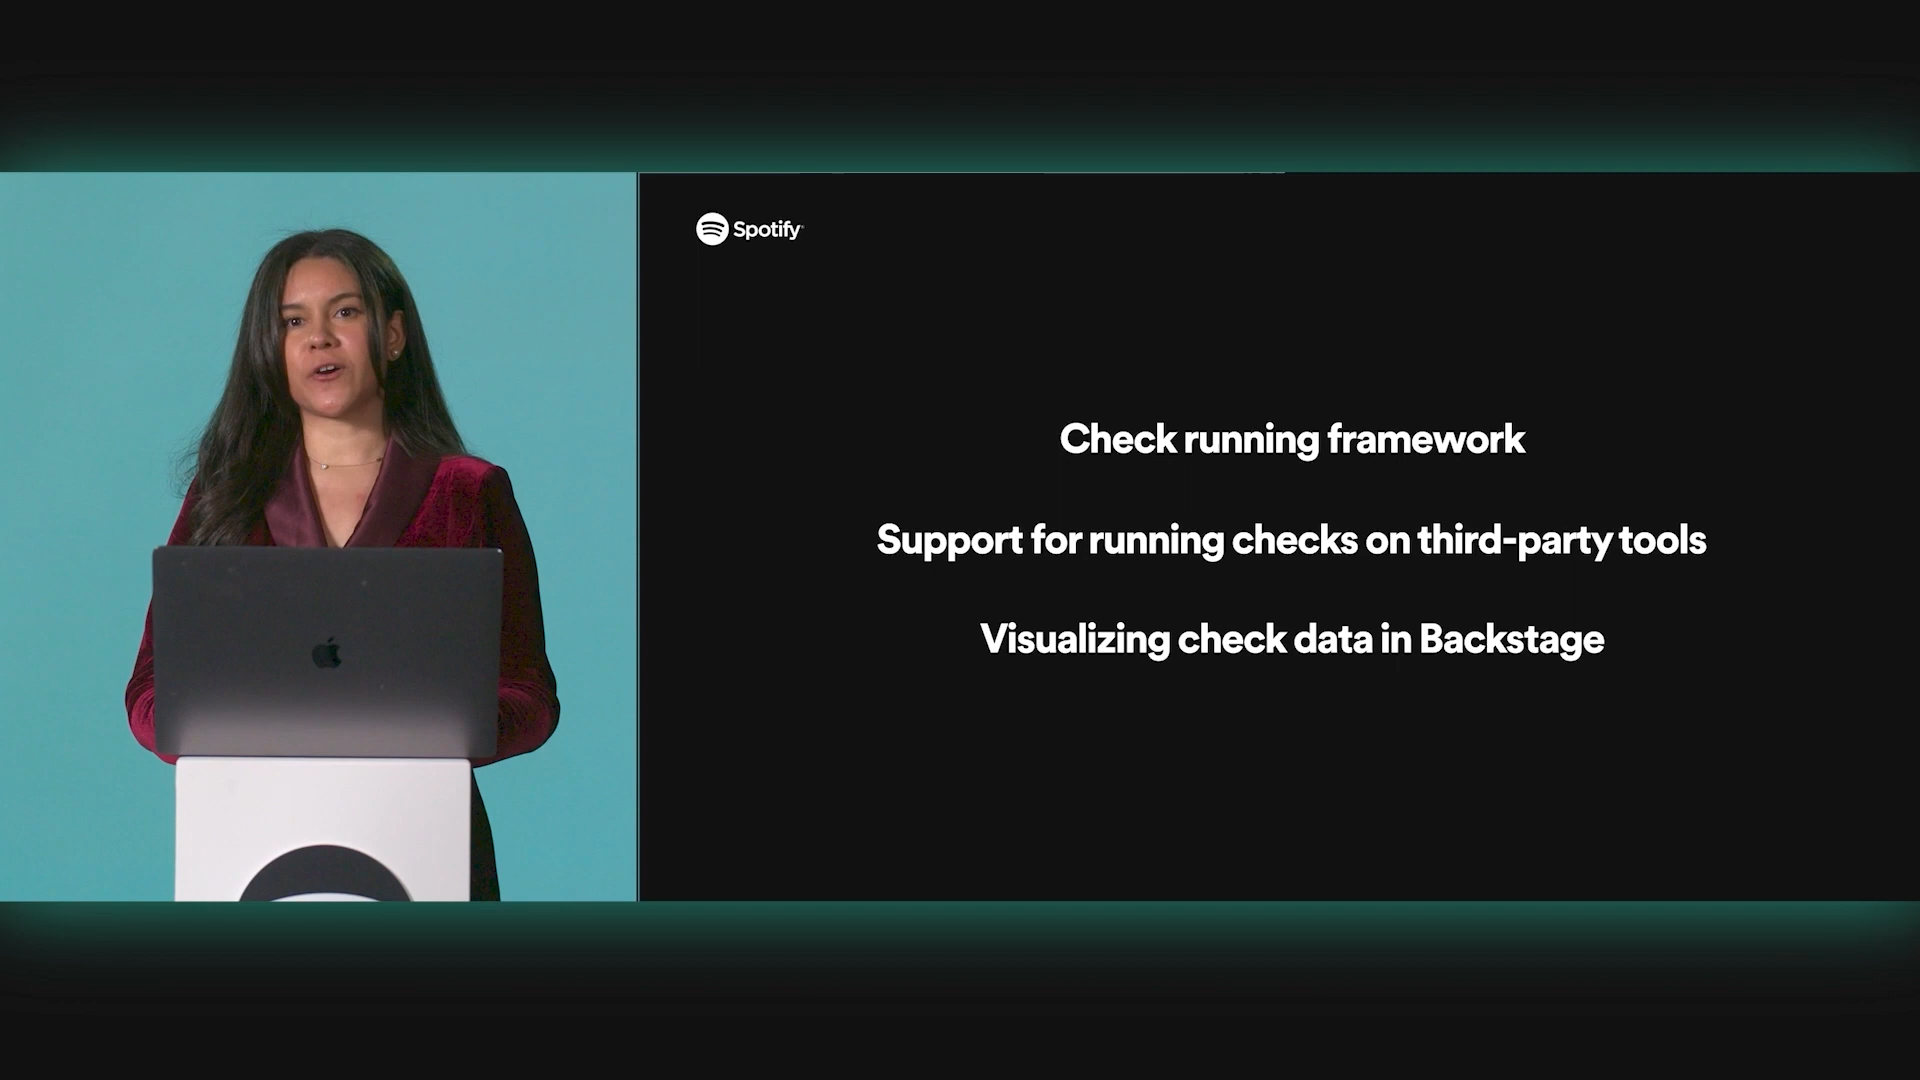 Spotify
Check running framework
Support for running checks on third-party tools
Visualizing check data in Backstage